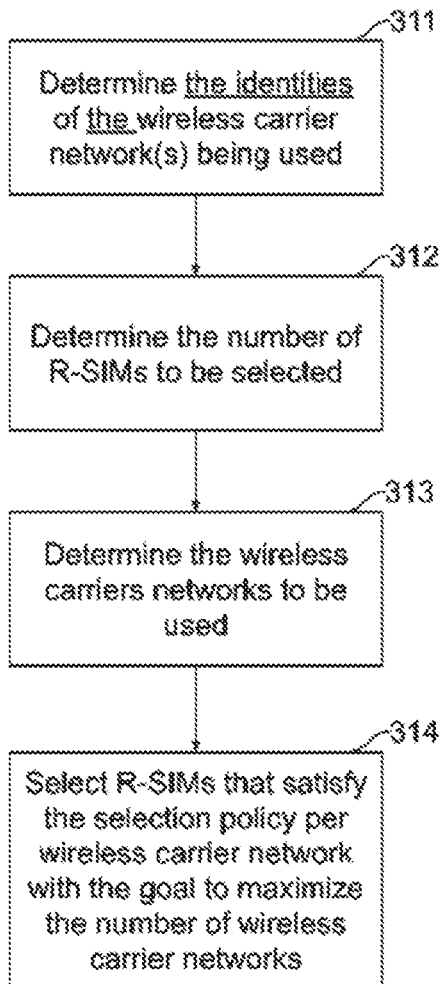 311
Determine the identities
of the wireless carrier
network(s) being used
312
Determine the number of
R-SIMs to be selected
313
Determine the wireless
carriers networks to be
used
314
Select R-SIMs that satisfy
the selection policy per
wireless carrier network
with the goal to maximize
the number of wireless
carrier networks